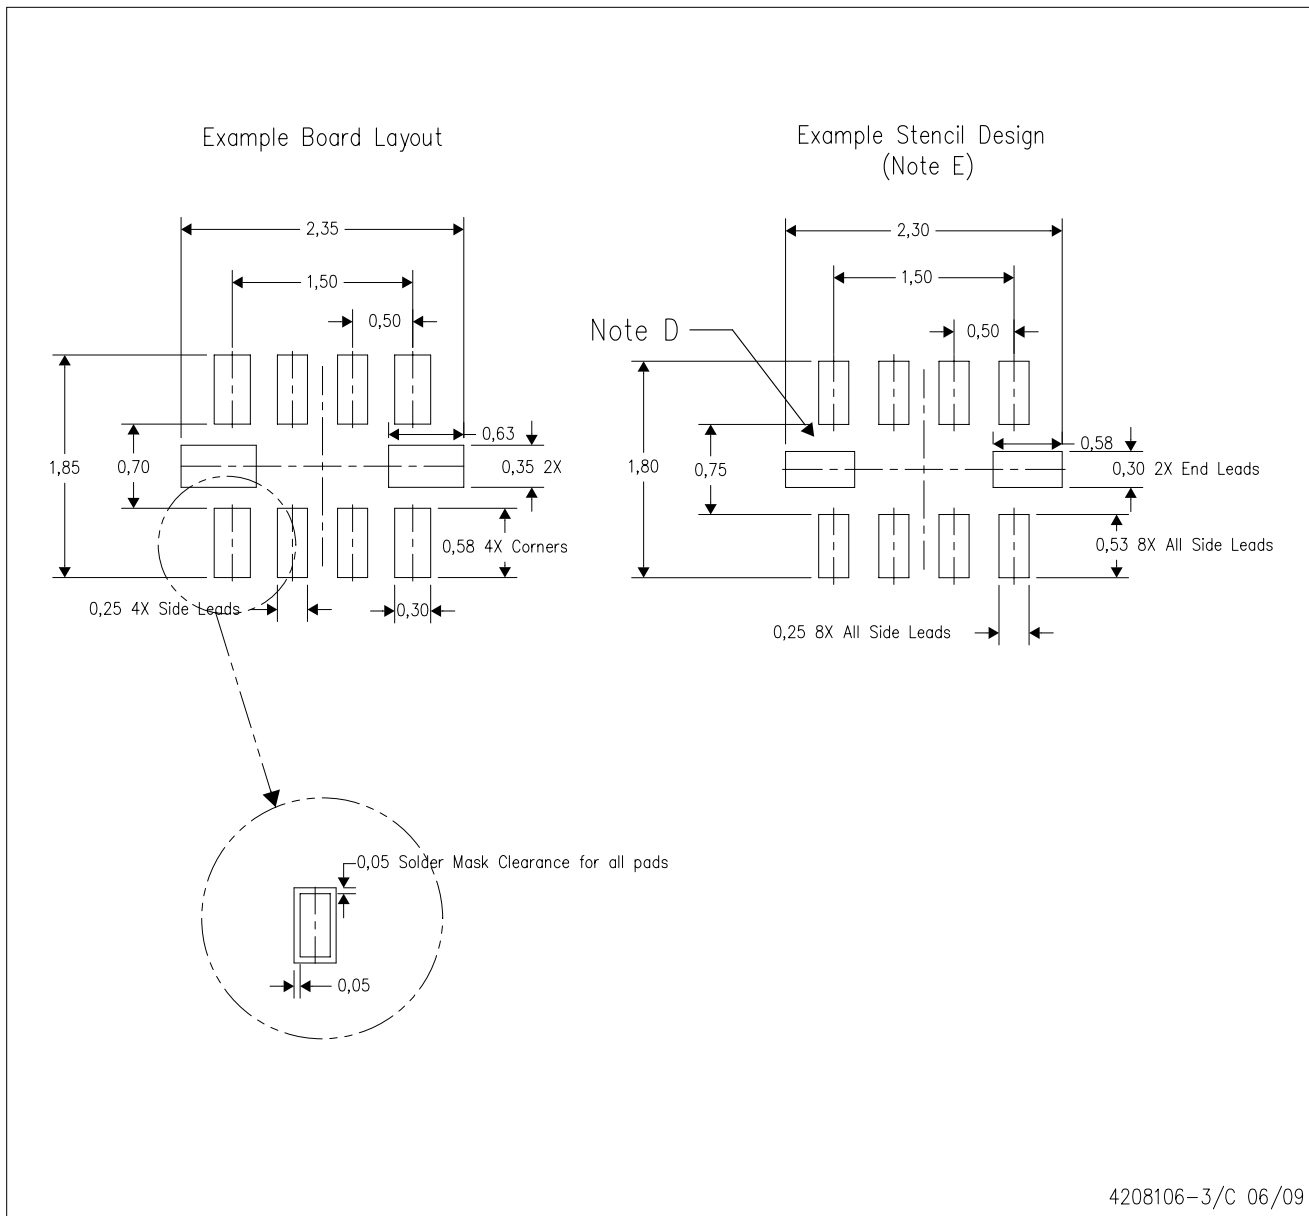 Example Board Layout
Example Stencil Design
(Note E)
2,35
2,30
1,50
1,50
0,50
0,50
Note D
0,63
0,58
1,85
0,70
0,35 2X
1,80
0,75
0,30 2X End Leads
0,58 4X Corners
0,53 8X All Side Leads
0,25 4X Side Leads
0,30
0,25 8X All Side Leads
0,05 Solder Mask Clearance for all pads
0,05
4208106-3/C 06/09